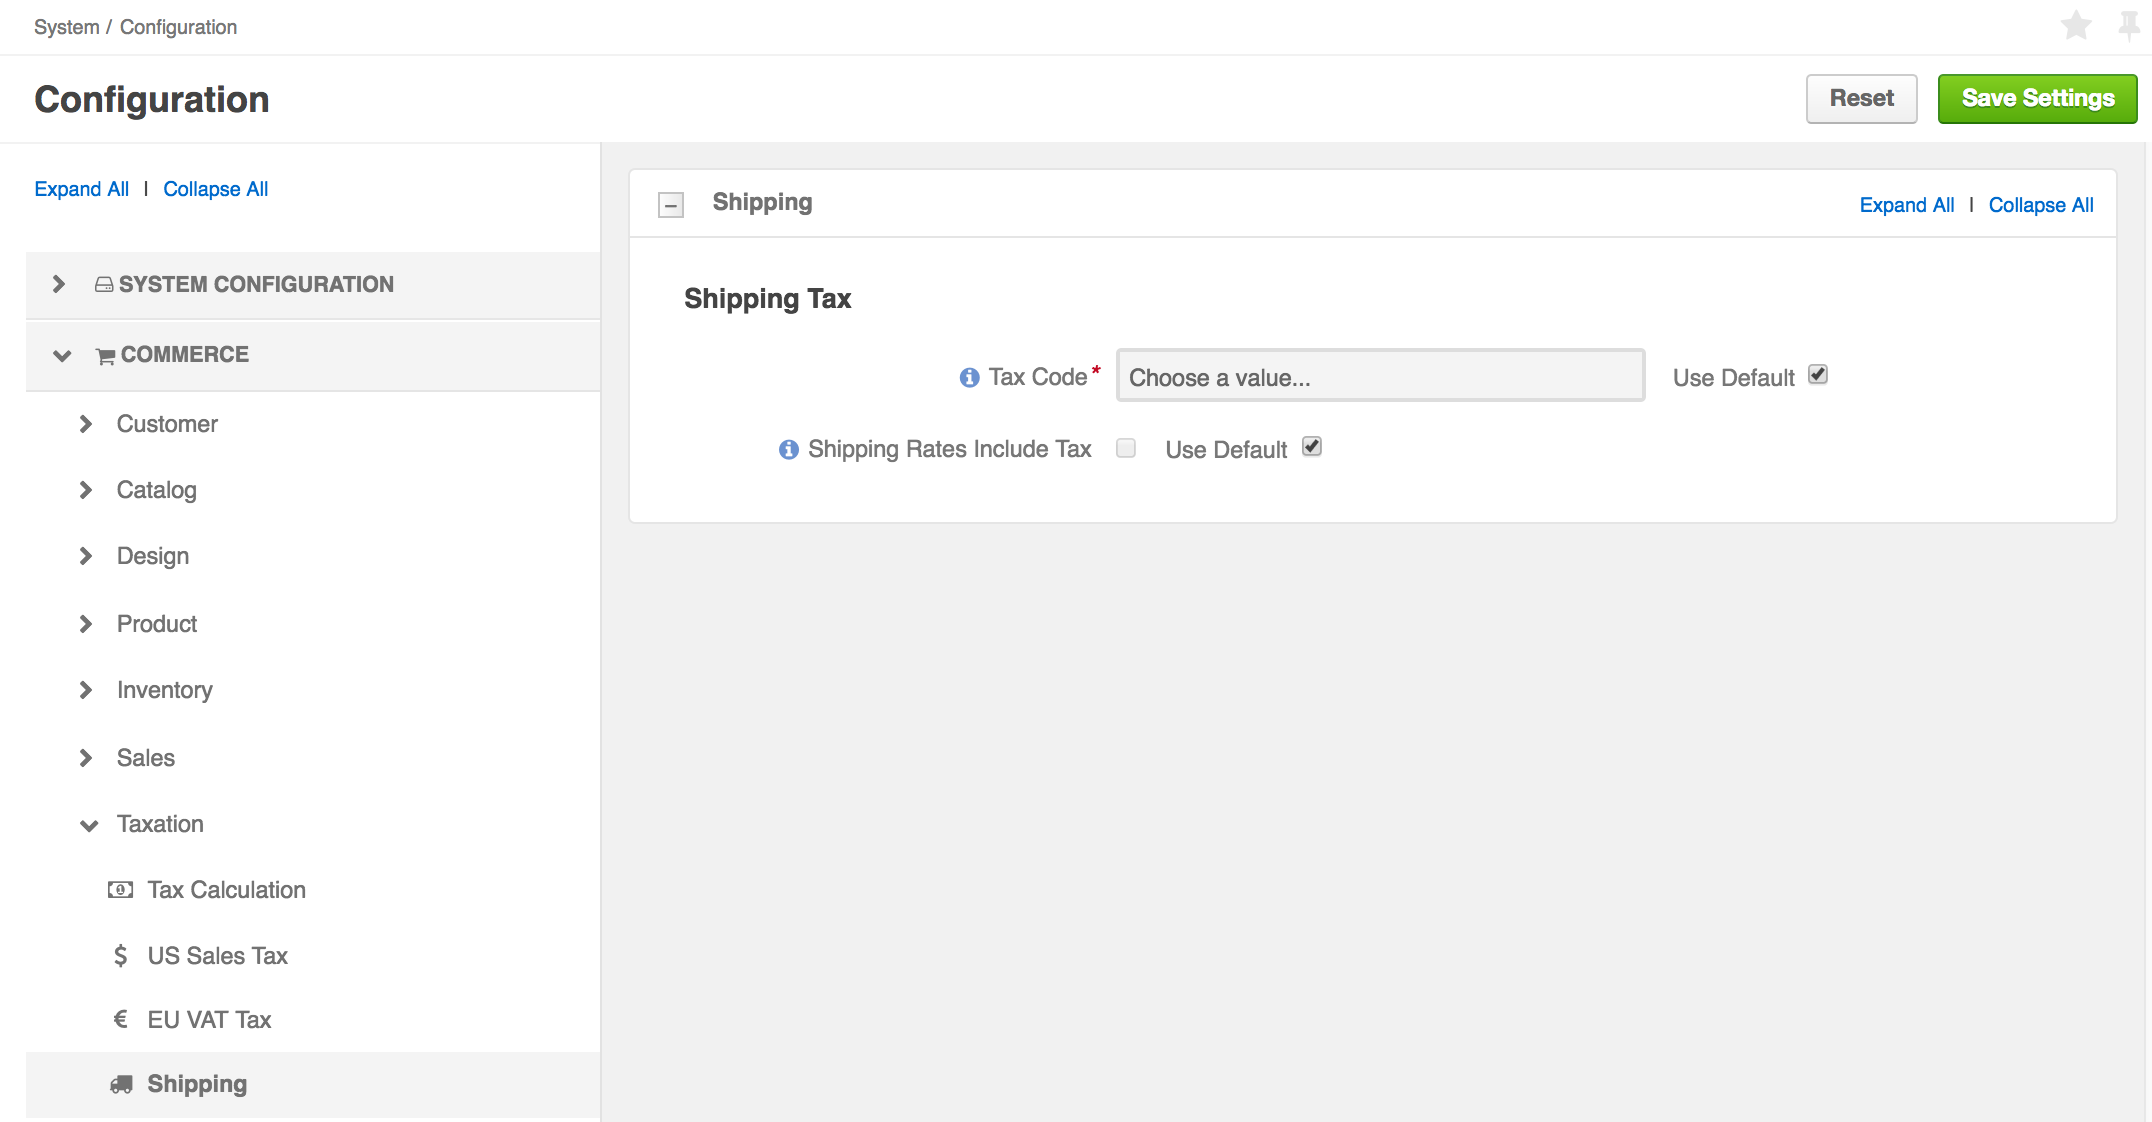 System / Configuration
Configuration
Reset
Save Settings
Expand All | Collapse All
SYSTEM CONFIGURATION
COMMERCE
Customer
Catalog
Design
Product
Inventory
Sales
Taxation
Tax Calculation
US Sales Tax
EU VAT Tax
Shipping
Shipping
Expand All | Collapse All
Shipping Tax
Tax Code* Choose a value... Use Default
Shipping Rates Include Tax Use Default